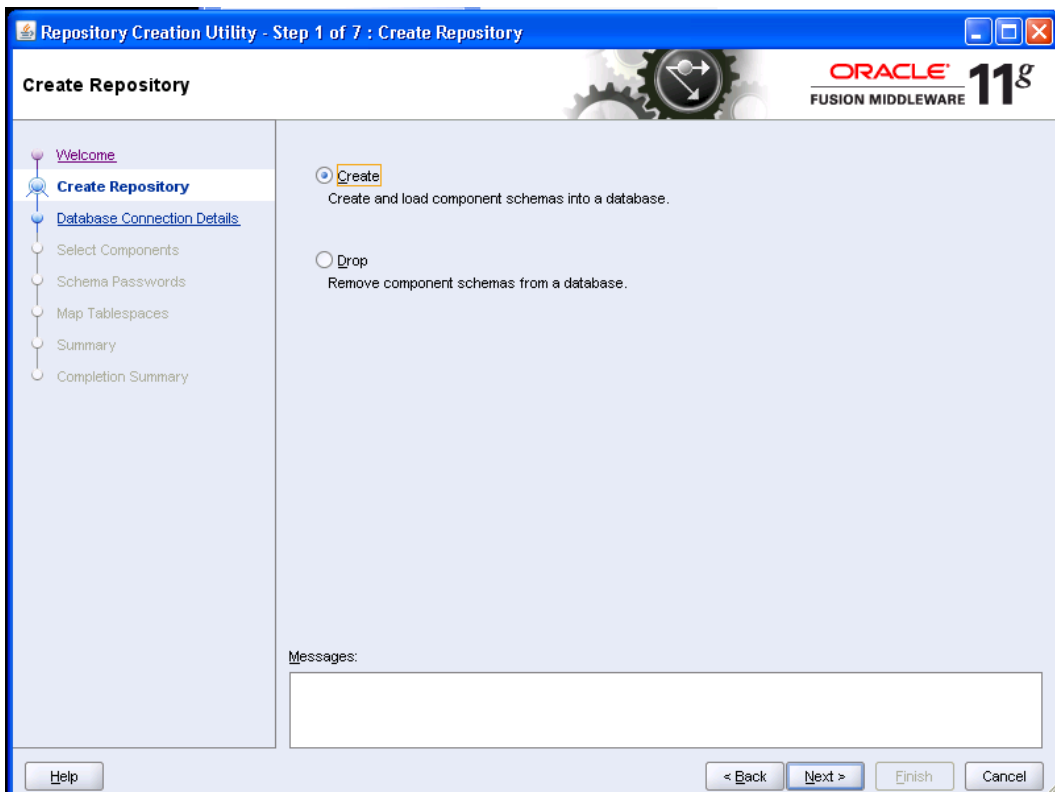 Repository Creation Utility - Step 1 of 7 : Create Repository
Create Repository
ORACLE
FUSION MIDDLEWARE
11g
Welcome
Create Repository
Database Connection Details
Select Components
Schema Passwords
Map Tablespaces
Summary
Completion Summary
Create
Create and load component schemas into a database.
Drop
Remove component schemas from a database.
Messages:
Help
< Back
Next >
Finish
Cancel